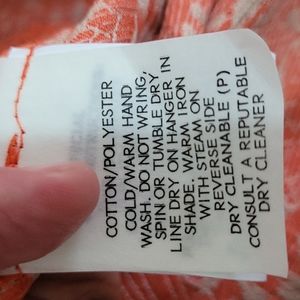 COTTON/POLYESTER
COLD/WARM HAND
WASH. DO NOT WRING,
SPIN OR TUMBLE DRY
LINE DRY ON HANGER IN
SHADE. WARM IRON
WITH STEAM ON
REVERSE SIDE
DRY CLEANABLE (P)
CONSULT A REPUTABLE
DRY CLEANER